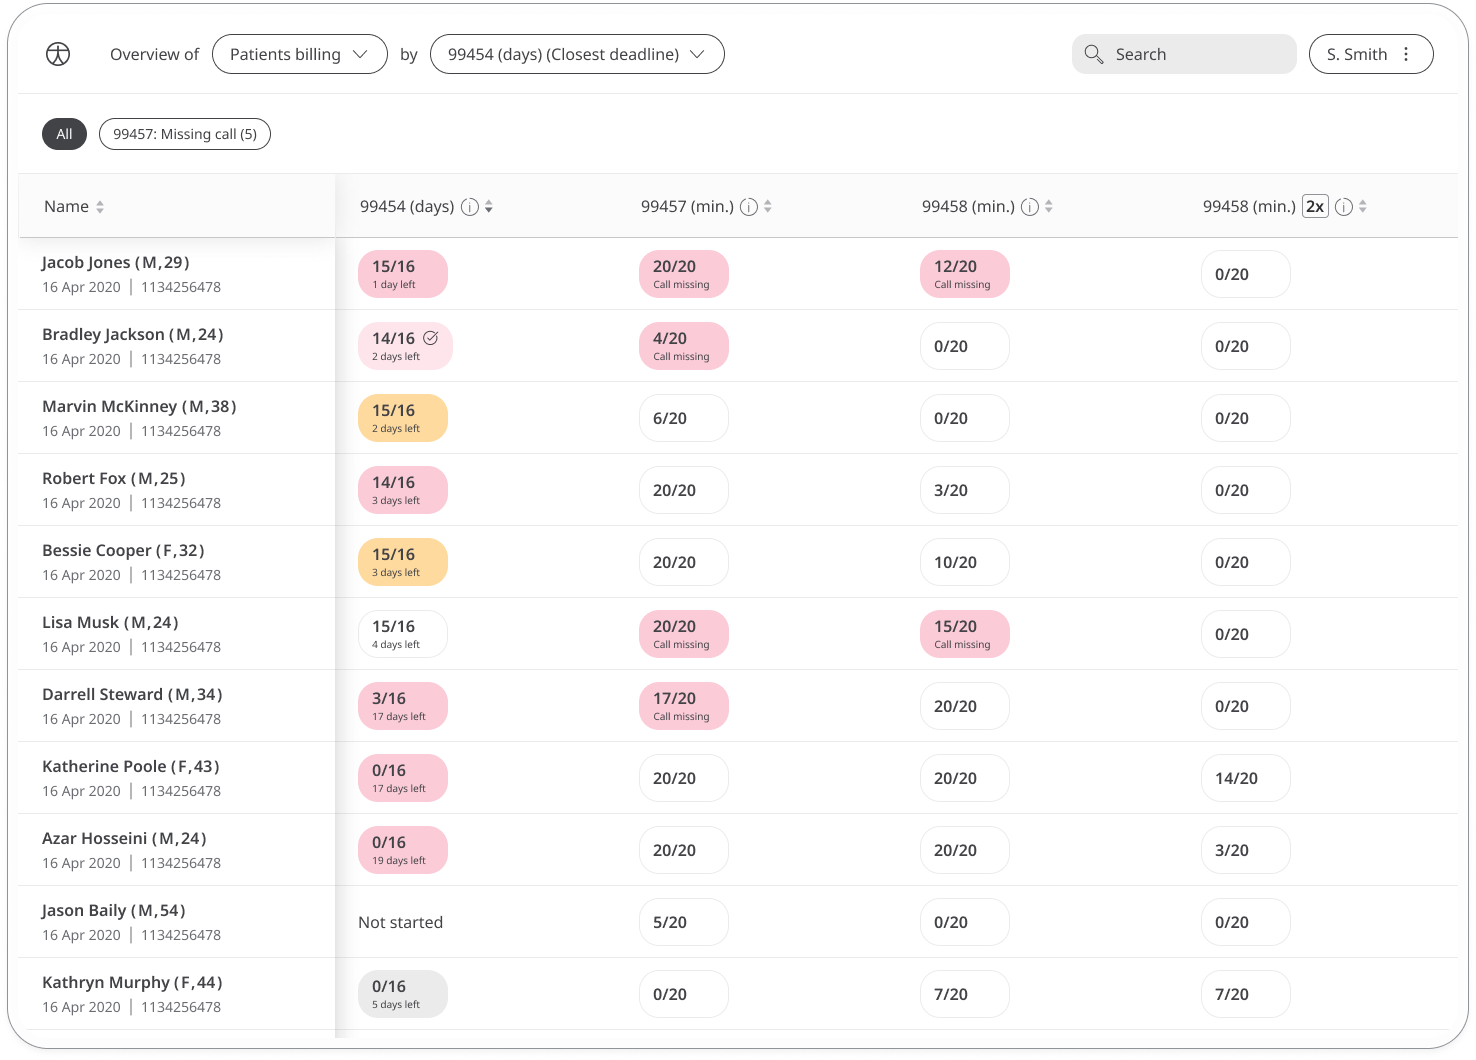 Overview of Patients billing by 99454 (days) (Closest deadline) Search S. Smith
All 99457: Missing call (5)
Name 99454 (days) 99457 (min.) 99458 (min.) 99458 (min.) 2x
Jacob Jones (M,29) 15/16 20/20 12/20 0/20
16 Apr 2020 | 1134256478 1 day left Call missing Call missing
Bradley Jackson (M,24) 14/16 4/20 0/20 0/20
16 Apr 2020 | 1134256478 2 days left Call missing
Marvin McKinney (M,38) 15/16 6/20 0/20 0/20
16 Apr 2020 | 1134256478 2 days left
Robert Fox (M,25) 14/16 20/20 3/20 0/20
16 Apr 2020 | 1134256478 3 days left
Bessie Cooper (F,32) 15/16 20/20 10/20 0/20
16 Apr 2020 | 1134256478 3 days left
Lisa Musk (M,24) 15/16 20/20 15/20 0/20
16 Apr 2020 | 1134256478 4 days left Call missing Call missing
Darrell Steward (M,34) 3/16 17/20 20/20 0/20
16 Apr 2020 | 1134256478 17 days left Call missing
Katherine Poole (F,43) 0/16 20/20 20/20 14/20
16 Apr 2020 | 1134256478 17 days left
Azar Hosseini (M,24) 0/16 20/20 20/20 3/20
16 Apr 2020 | 1134256478 19 days left
Jason Baily (M,54) Not started 5/20 0/20 0/20
16 Apr 2020 | 1134256478
Kathryn Murphy (F,44) 0/16 0/20 7/20 7/20
16 Apr 2020 | 1134256478 5 days left